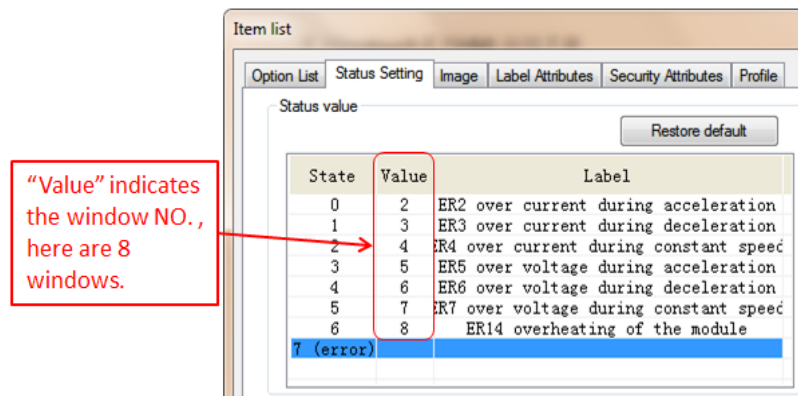 Item list
Option List Status Setting Image Label Attributes Security Attributes Profile
Status value
Restore default
State Value Label
0 2 ER2 over current during acceleration
1 3 ER3 over current during deceleration
2 4 ER4 over current during constant speed
3 5 ER5 over voltage during acceleration
4 6 ER6 over voltage during deceleration
5 7 ER7 over voltage during constant speed
6 8 ER14 overheating of the module
7 (error)
“Value” indicates
the window NO. ,
here are 8
windows.